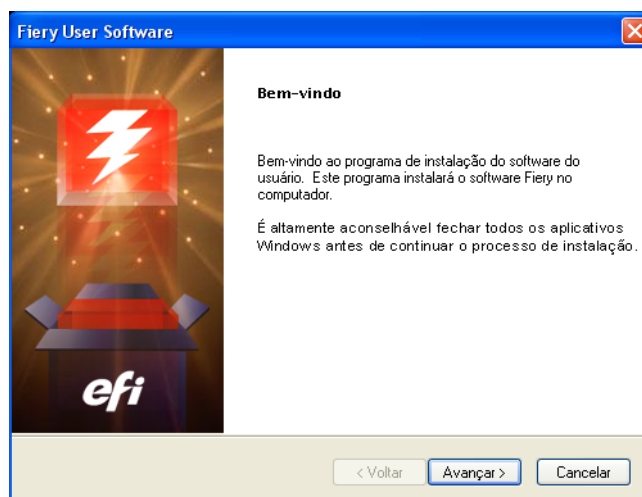 Fiery User Software
Bem-vindo
Bem-vindo ao programa de instalação do software do
usuário. Este programa instalará o software Fiery no
computador.
É altamente aconselhável fechar todos os aplicativos
Windows antes de continuar o processo de instalação.
efi
< Voltar
Avançar >
Cancelar